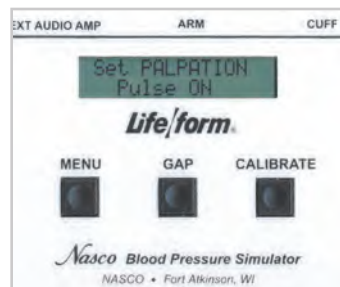 EXT AUDIO AMP ARM CUFF
Set PALPATION
Pulse ON
Life/form®
MENU GAP CALIBRATE
Nasco Blood Pressure Simulator
NASCO • Fort Atkinson, WI